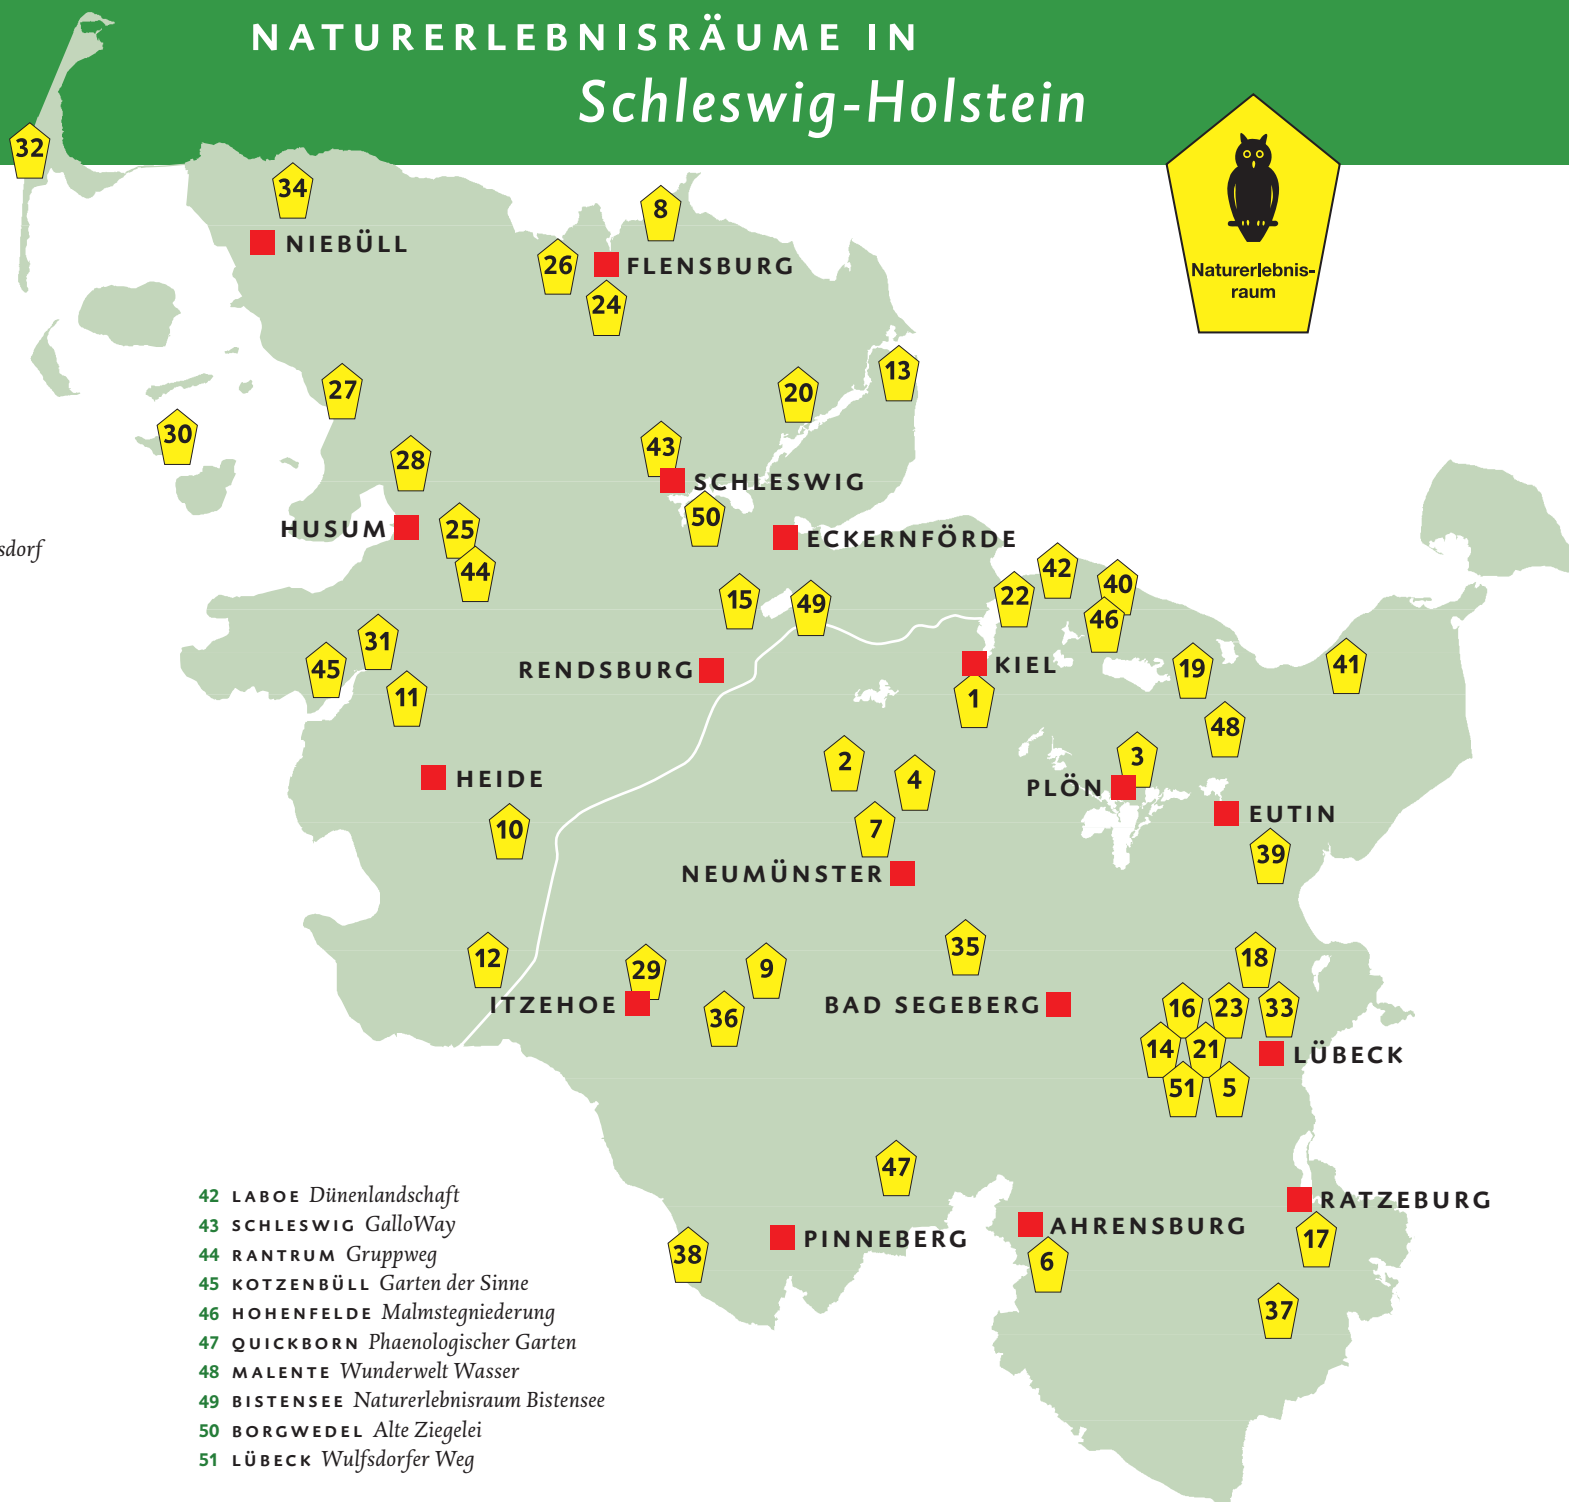 NATURERLEBNISRÄUME IN
Schleswig-Holstein
32
34
8
NIEBÜLL
26
FLENSBURG
24
Naturerlebnis-
raum
27
20
13
30
28
43
SCHLESWIG
50
HUSUM
25
ECKERNFÖRDE
sdorf
44
42
40
22
15
49
46
31
45
RENDSBURG
KIEL
19
41
11
1
48
2
4
3
HEIDE
PLÖN
10
7
EUTIN
NEUMÜNSTER
39
12
29
9
35
18
ITZEHOE
36
BAD SEGEBERG
16
23
33
14
21
LÜBECK
51
5
47
RATZEBURG
38
PINNEBERG
AHRENSBURG
17
6
37
42 LABOE Dünenlandschaft
43 SCHLESWIG GalloWay
44 RANTRUM Gruppweg
45 KOTZENBÜLL Garten der Sinne
46 HOHENFELDE Malmstegniederung
47 QUICKBORN Phaenologischer Garten
48 MALENTE Wunderwelt Wasser
49 BISTENSEE Naturerlebnisraum Bistensee
50 BORGWEDEL Alte Ziegelei
51 LÜBECK Wulfsdorfer Weg